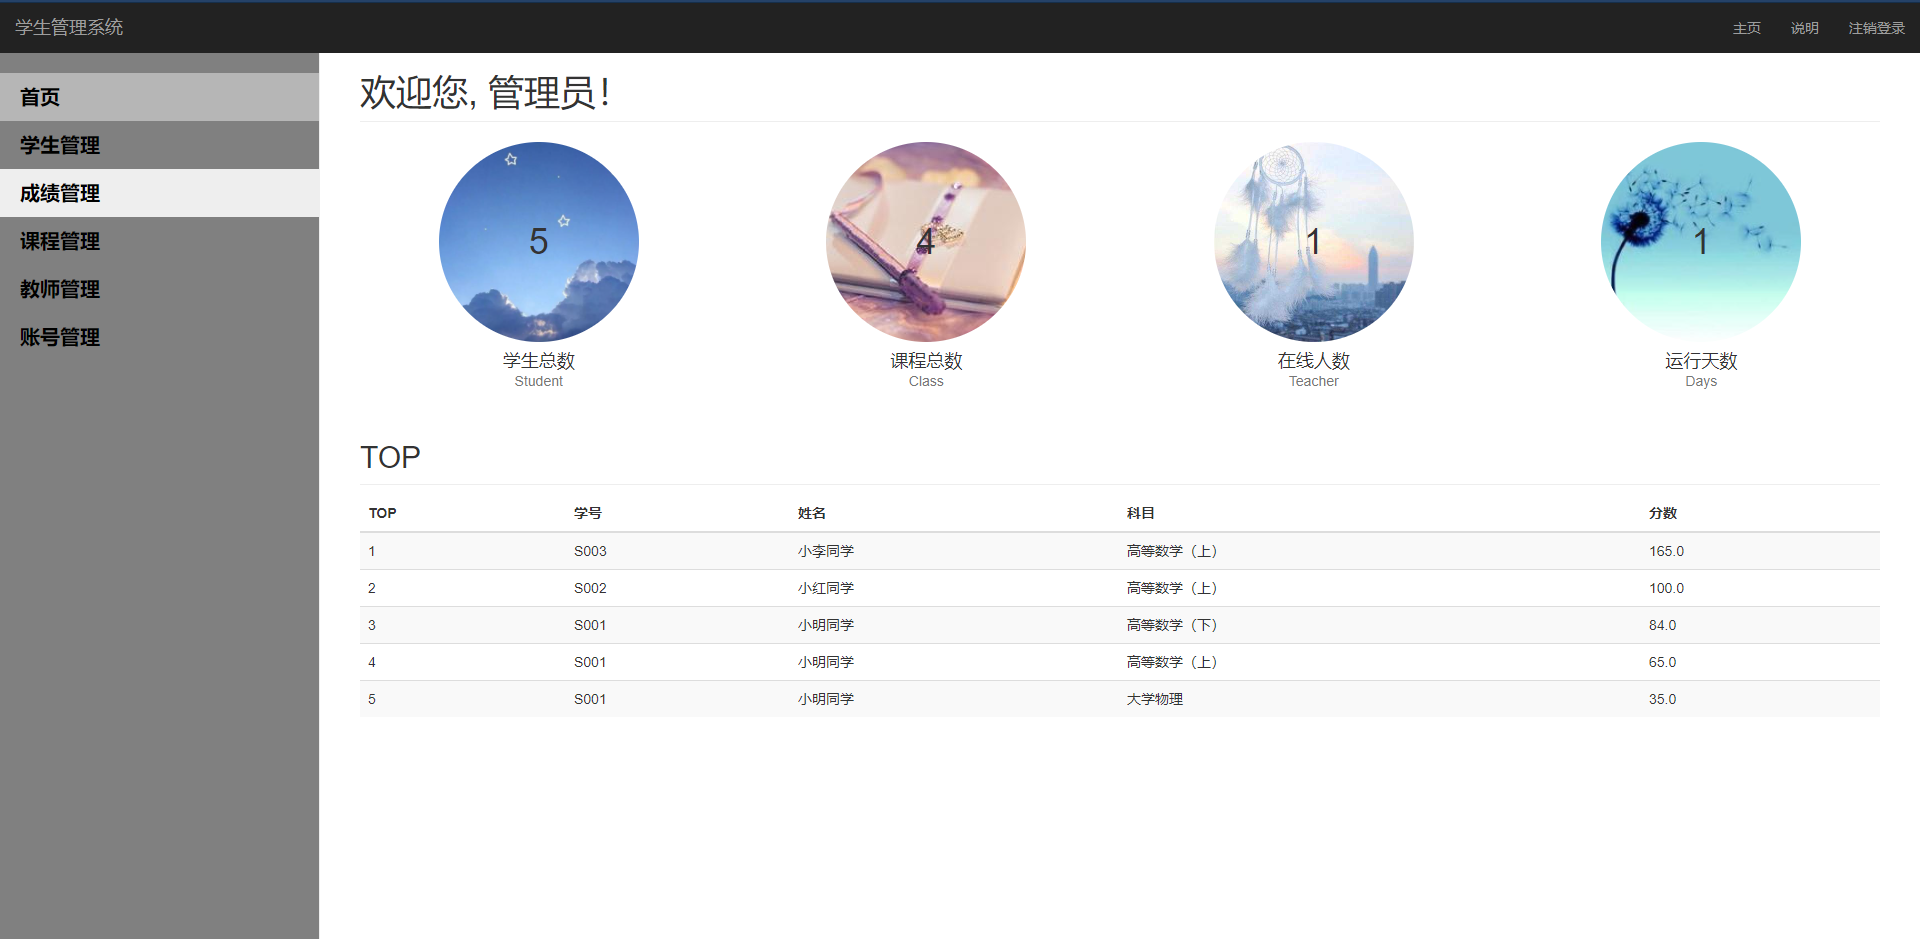 学生管理系统 主页 说明 注销登录
首页
学生管理
成绩管理
课程管理
教师管理
账号管理
欢迎您, 管理员！
5 4 1 1
学生总数 课程总数 在线人数 运行天数
Student Class Teacher Days
TOP
TOP 学号 姓名 科目 分数
1 S003 小李同学 高等数学（上） 165.0
2 S002 小红同学 高等数学（上） 100.0
3 S001 小明同学 高等数学（下） 84.0
4 S001 小明同学 高等数学（上） 65.0
5 S001 小明同学 大学物理 35.0